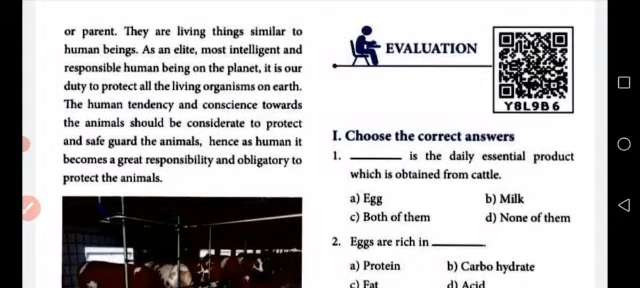 or parent. They are living things similar to
human beings. As an elite, most intelligent and
responsible human being on the planet, it is our
duty to protect all the living organisms on earth.
The human tendency and conscience towards
the animals should be considerate to protect
and safe guard the animals, hence as human it
becomes a great responsibility and obligatory to
protect the animals.
EVALUATION
Y8L9B6
I. Choose the correct answers
1. ________ is the daily essential product
which is obtained from cattle.
a) Egg b) Milk
c) Both of them d) None of them
2. Eggs are rich in ________.
a) Protein b) Carbo hydrate
c) Fat d) Acid